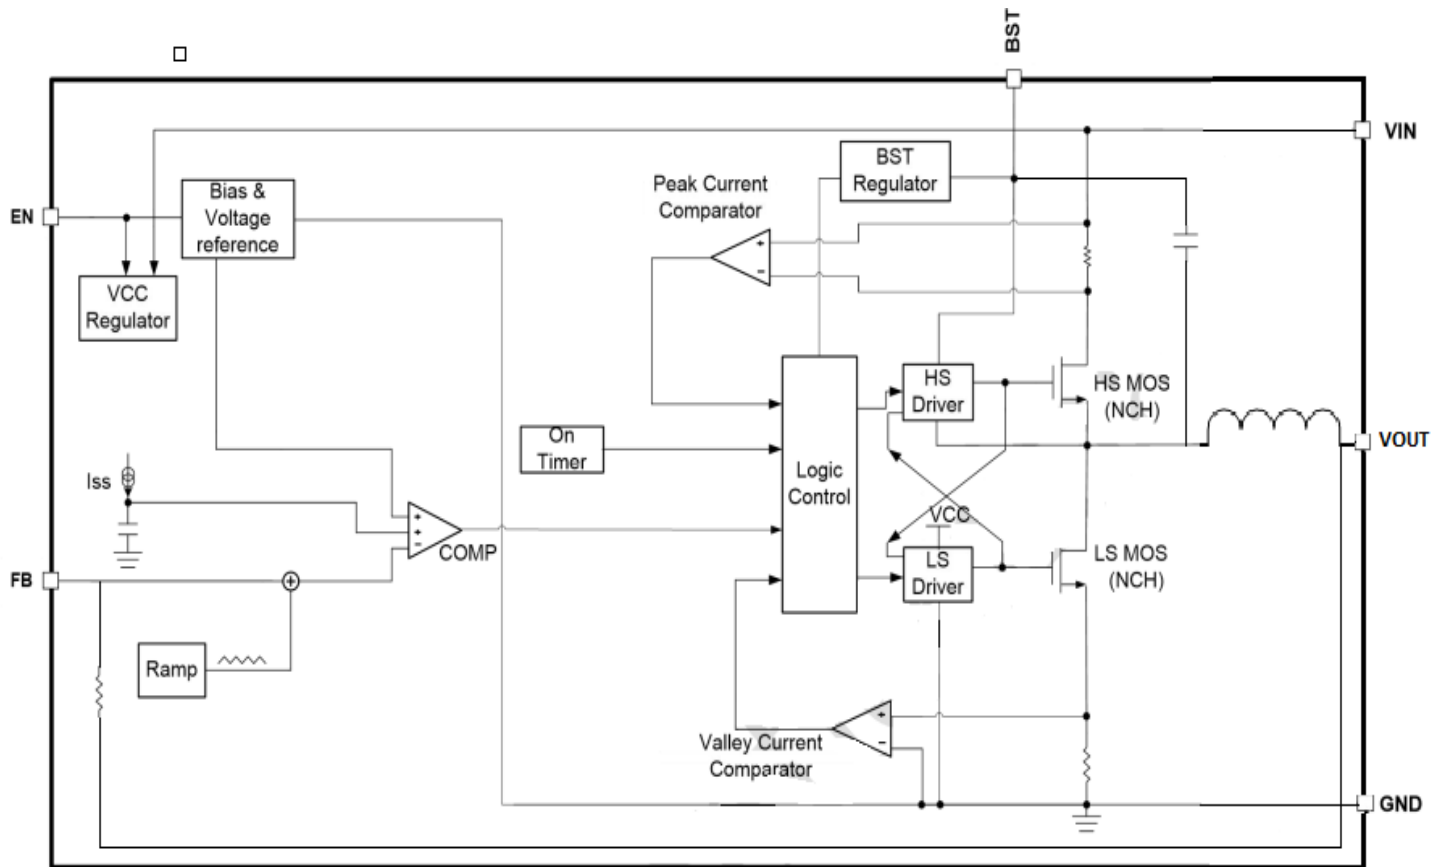 BST
VIN
BST
Regulator
Peak Current
Comparator
Bias &
Voltage
reference
EN
VCC
Regulator
HS
Driver
HS MOS
(NCH)
On
Timer
Logic
Control
VOUT
Iss
VCC
COMP
LS
Driver
LS MOS
(NCH)
FB
Ramp
Valley Current
Comparator
GND